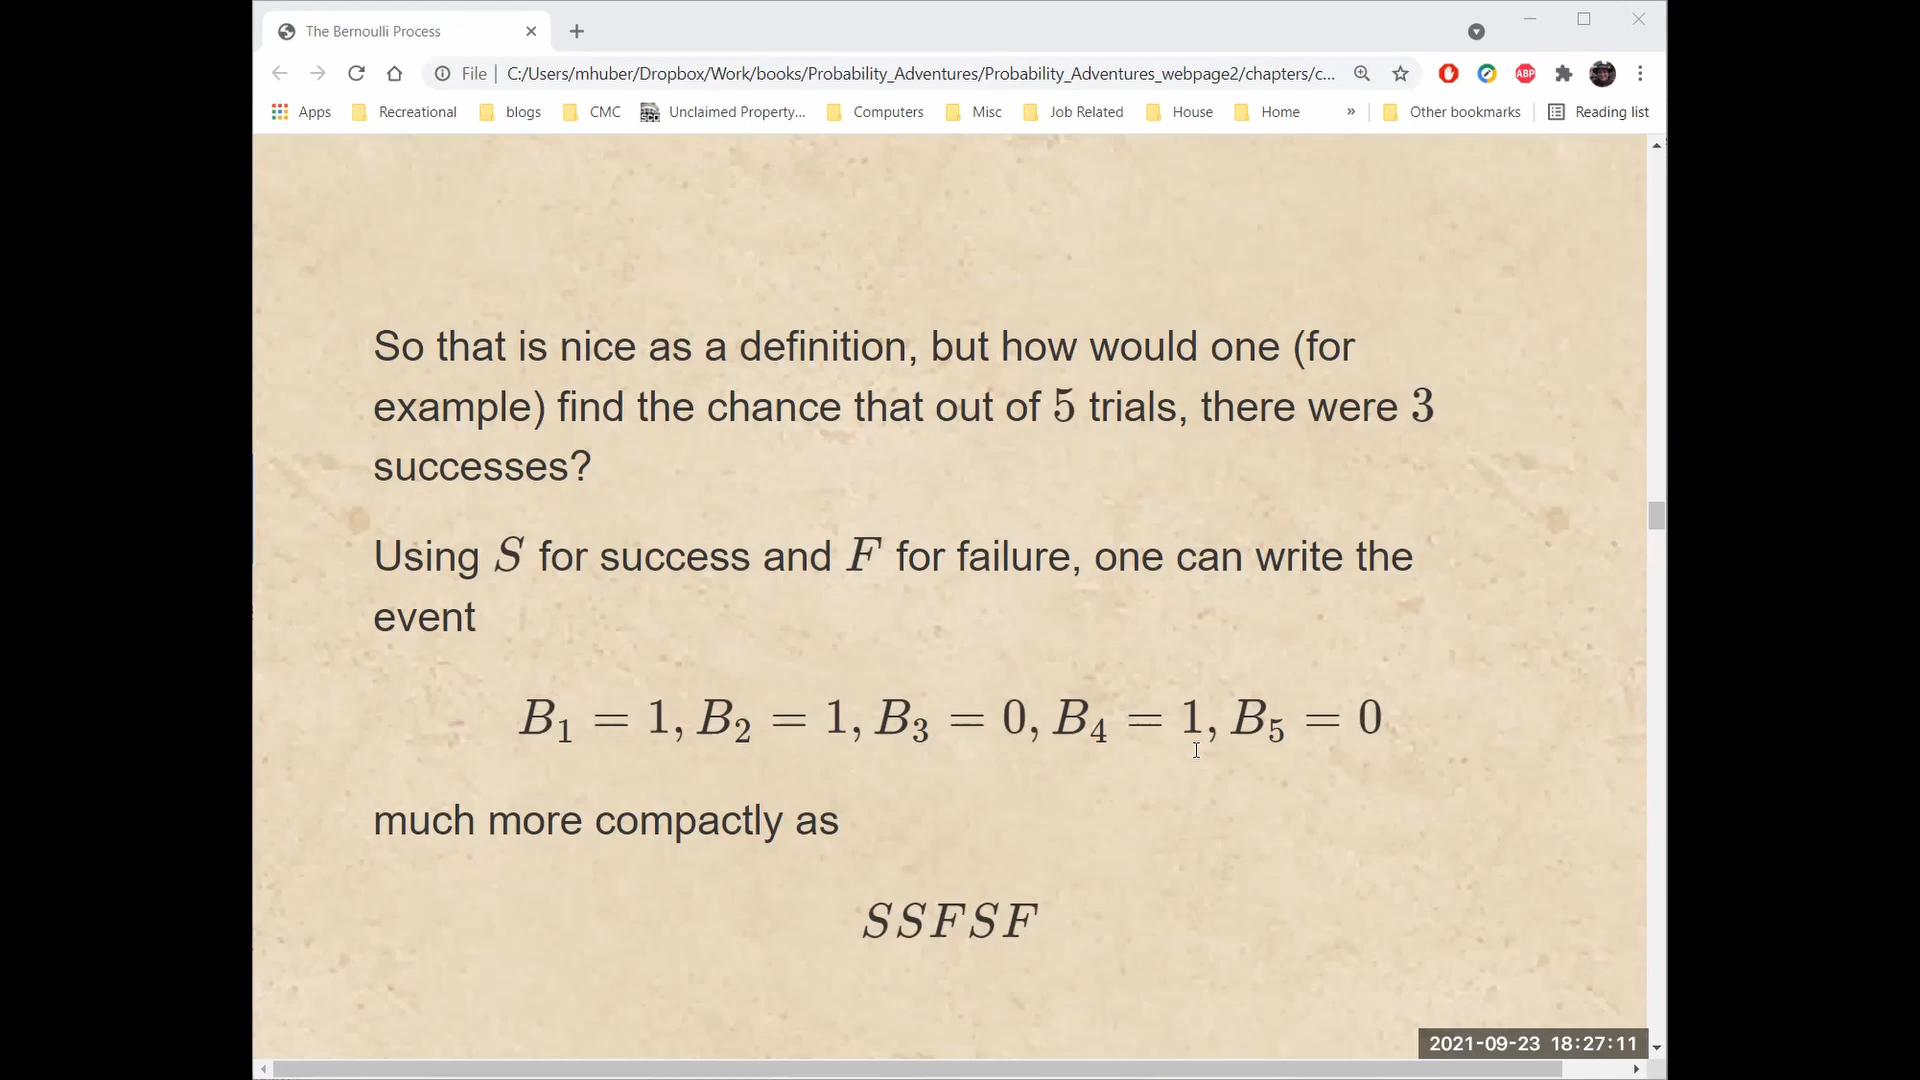 The Bernoulli Process
File | C:/Users/mhuber/Dropbox/Work/books/Probability_Adventures/Probability_Adventures_webpage2/chapters/c...
ABP
Apps Recreational blogs CMC Unclaimed Property... Computers Misc Job Related House Home » Other bookmarks Reading list
So that is nice as a definition, but how would one (for
example) find the chance that out of 5 trials, there were 3
successes?
Using S for success and F for failure, one can write the
event
B₁ = 1, B₂ = 1, B₃ = 0, B₄ = 1, B₅ = 0
much more compactly as
SSFSF
2021-09-23 18:27:11